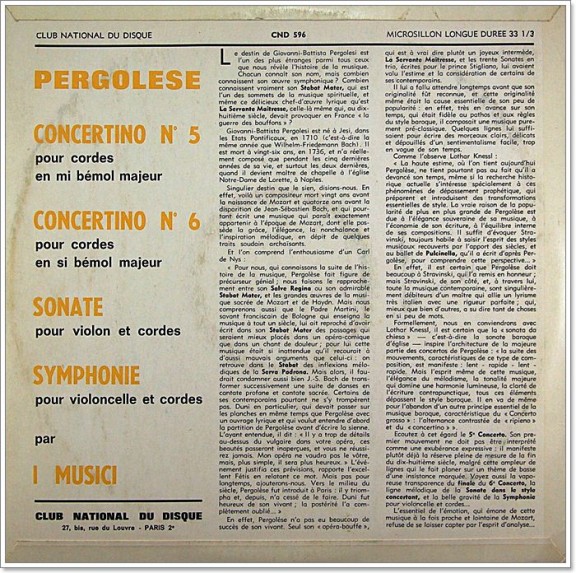 CLUB NATIONAL DU DISQUE
CND 596
MICROSILLON LONGUE DUREE 33 1/3
PERGOLESE
CONCERTINO N° 5
pour cordes
en mi bémol majeur
CONCERTINO N° 6
pour cordes
en si bémol majeur
SONATE
pour violon et cordes
SYMPHONIE
pour violoncelle et cordes
par
I MUSICI
CLUB NATIONAL DU DISQUE
27, bis, rue du Louvre - PARIS 2e
Le destin de Giovanni-Battista Pergolesi est
l'un des plus étranges parmi tous ceux
que nous révèle l'histoire de la musique.
Chacun connaît son nom, mais combien
connaissent son œuvre symphonique ? Combien
connaissent vraiment son Stabat Mater, qui est
l'un des sommets de la musique spirituelle, et
même ce délicieux chef-d'œuvre lyrique qu'est
La Servante Maîtresse, celle-là même qui, au dix-
huitième siècle, devait provoquer en France « la
guerre des bouffons » ?
Giovanni-Battista Pergolesi est né à Jesi, dans
les Etats Pontificaux, en 1710 (c'est-à-dire la
même année que Wilhelm-Friedemann Bach). Il
est mort à vingt-six ans, en 1736, et n'a réelle-
ment composé que pendant les cinq dernières
années de sa vie, et surtout les deux dernières,
quand il devient maître de chapelle à l'église
Notre-Dame de Lorette, à Naples.
Singulier destin que le sien, disions-nous. En
effet, voilà un compositeur mort vingt ans avant
la naissance de Mozart et quatorze ans avant la
disparition de Jean-Sébastien Bach, et qui pour-
tant écrit une musique qui paraît exactement
appartenir à l'époque de Mozart, dont elle pos-
sède la grâce, l'élégance, la nonchalance et
l'inspiration mélodique, en dépit de quelques
traits soudain archaïsants.
Et l'on comprend l'enthousiasme d'un Carl
de Nys :
« Pour nous, qui connaissons la suite de l'his-
toire de la musique, Pergolèse fait figure de
précurseur génial ; nous faisons le rapproche-
ment entre son Salve Regina ou son admirable
Stabat Mater, et les grandes œuvres de la musi-
que sacrée de Mozart et de Haydn. Mais nous
comprenons aussi que le Padre Martini, le
savant franciscain de Bologne qui enseigna la
musique à tout un siècle, lui ait reproché d'avoir
écrit dans son Stabat Mater des passages qui
seraient mieux placés dans un opéra-comique
que dans un chant de douleur ; pour lui cette
musique était si inattendue qu'il recourait à
d'aussi mauvais arguments que celui-ci : on
retrouve dans le Stabat des inflexions mélo-
diques de la Serva Padrona. Mais alors, il fau-
drait condamner aussi bien J.-S. Bach de trans-
former successivement une suite de danses en
cantate profane et cantate sacrée. Certains de
ses contemporains pourtant ne s'y trompèrent
pas. Duni en particulier, qui devait passer sur
les planches en même temps que Pergolèse avec
un ouvrage lyrique et qui voulut entendre d'abord
la partition de Pergolèse avant d'écrire la sienne.
L'ayant entendue, il dit : « Il y a trop de détails
au-dessus du vulgaire dans votre opéra, ces
beautés passeront inaperçues, et vous ne réussi-
rez jamais. Mon opéra ne vaudra pas le vôtre,
mais, plus simple, il sera plus heureux. » L'évé-
nement justifia ces prévisions, rapporte l'excel-
lent Fétis en relatant ce mot. Mais pas pour
longtemps, ajouterons-nous. Vers le milieu du
siècle, Pergolèse fut introduit à Paris : il y triom-
pha et, depuis, n'a cessé de le faire. Duni fut
heureux de son vivant ; la postérité l'a com-
plètement oublié... »
En effet, Pergolèse n'a pas eu beaucoup de
succès de son vivant. Seul son « opéra-bouffe »,
qui est à vrai dire plutôt un joyeux intermède,
La Servante Maîtresse, et les trente Sonates en
trio, écrites pour le prince Stigliano, lui avaient
valu l'estime et la considération de certains de
ses contemporains.
Il lui a fallu attendre longtemps avant que son
originalité fût reconnue, et cette originalité
même était la cause essentielle de son peu de
popularité : en effet, très en avance sur son
temps, qui était fidèle au pathos et aux règles
du style baroque, il compose une musique pure-
ment pré-classique. Quelques lignes lui suf-
fisaient pour écrire des morceaux clairs, délicats
et dépouillés d'un sentimentalisme facile, trop
en vogue de son temps.
Comme l'observe Lothar Knessl :
« La haute estime, où l'on tient aujourd'hui
Pergolèse, ne tient pourtant pas au fait qu'il a
devancé son temps, même si la recherche histo-
rique actuelle s'intéresse spécialement à ces
phénomènes de dépassement prophétique, qui
préparent et introduisent des transformations
essentielles de style. La vraie raison de la popula-
rité de plus en plus grande de Pergolèse est
due à l'élégance souveraine de sa musique, à
l'économie de son écriture, à l'équilibre interne
de ses compositions. Il suffit d'évoquer Stra-
vinski, toujours habile à saisir l'esprit des styles
musicaux recouverts par l'apport des siècles, et
au ballet de Pulcinella, qu'il a écrit d'après Per-
golèse, pour comprendre cette perspective... »
En effet, il est certain que Pergolèse doit
beaucoup à Stravinski, qui l'a remis en honneur ;
mais Stravinski, de son côté, et, à travers lui,
toute la musique contemporaine, sont singuliè-
rement débiteurs d'un maître qui allie un lyrisme
très italien avec une rigueur parfaite ; qui,
mieux que bien d'autres, a su dire tant de choses
en si peu de mots.
Formellement, nous en conviendrons avec
Lothar Knessl, il est certain que la « sonata da
chiesa » — c'est-à-dire la sonate baroque
d'église — inspire l'architecture de la majeure
partie des concertos de Pergolèse : « la suite des
mouvements, caractéristiques de ce type de com-
position, est manifeste : lent - rapide - lent -
rapide. Mais l'esprit même de cette musique,
l'élégance du mélodisme, la tonalité majeure
qui domine une harmonie lumineuse, la clarté de
l'écriture contrapunctique, tous ces éléments
dépassent le style baroque. Il en va de même
pour l'abandon d'un autre principe essentiel de la
musique baroque, caractéristique du « Concerto
grosso » : l'alternance contrastée de « ripieno »
et du « concertino » ».
Ecoutez à cet égard le 5e Concerto. Son pre-
mier mouvement ne doit pas être interprété
comme une exubérance expressive : il manifeste
plutôt déjà la réserve pleine de mesure de la fin
du dix-huitième siècle, malgré cette ampleur de
lignes qui le fait planer sur un thème de basse
d'une insistance marquée. Voyez aussi la vapo-
reuse transparence du finale du 6e Concerto, la
ligne mélodique de la Sonate dans le style
concertant, et la belle gravité de la Symphonie
pour violoncelle et cordes...
L'essentiel de l'émotion, qui émane de cette
musique à la fois proche et lointaine de Mozart,
refuse de se laisser capter par l'esprit d'analyse...